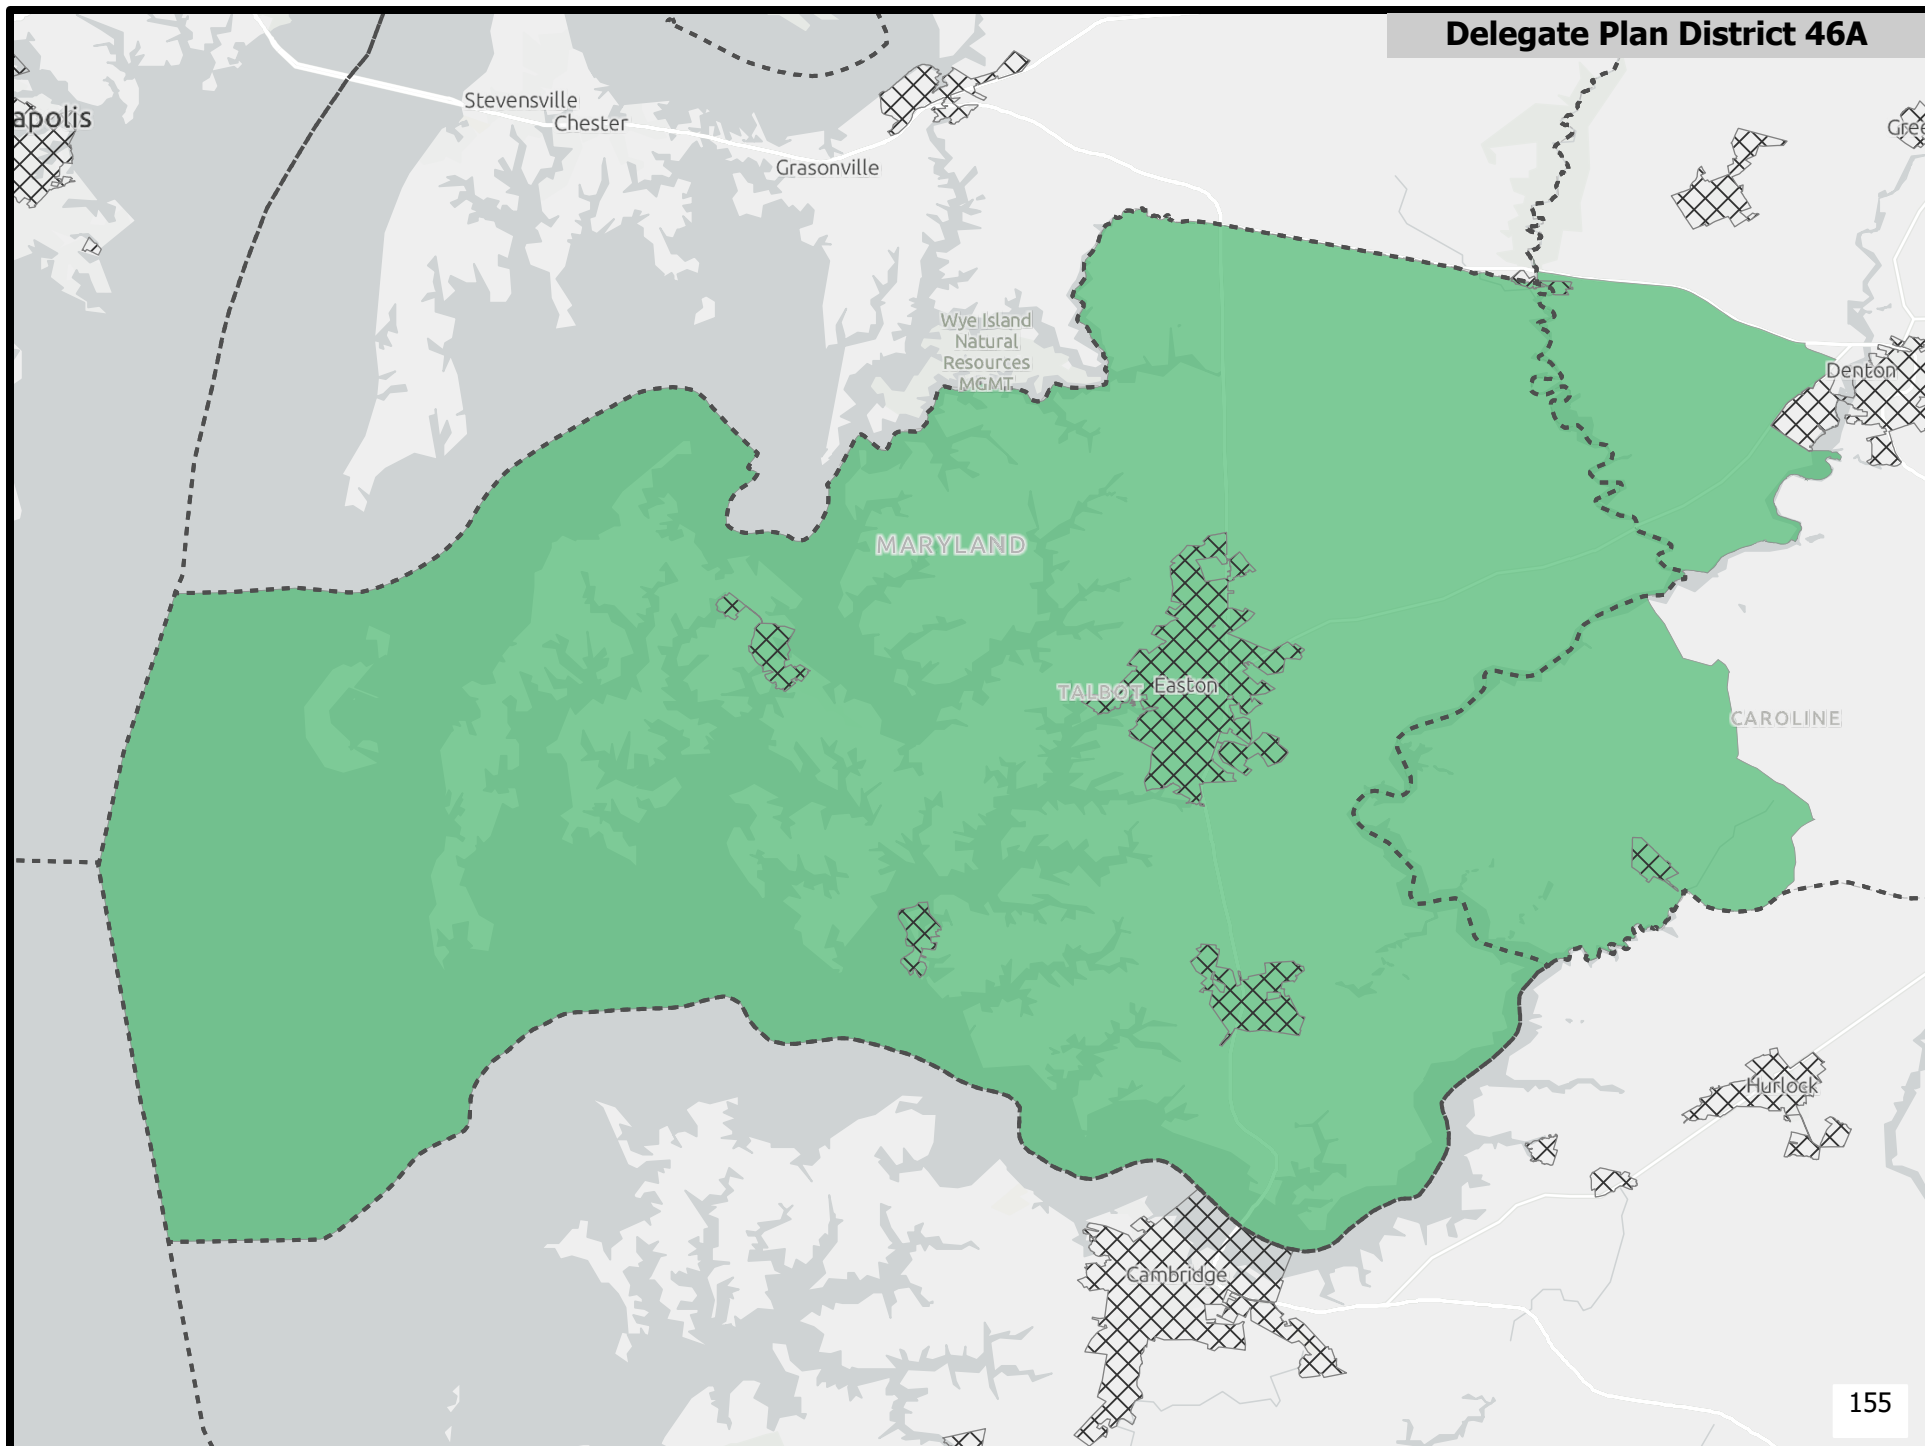 Delegate Plan District 46A
Stevensville
Chester
apolis
Gree
Grasonville
Wye Island
Natural
Resources
MGMT
Denton
MARYLAND
TALBOT
Easton
CAROLINE
Hurlock
Cambridge
155